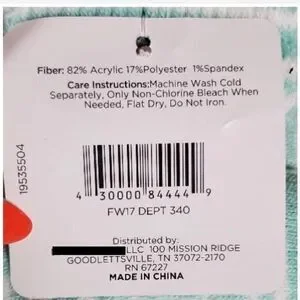 Fiber: 82% Acrylic 17%Polyester 1%Spandex
Care Instructions:Machine Wash Cold
Separately, Only Non-Chlorine Bleach When
Needed, Flat Dry, Do Not Iron.
19535504
4 30000 84444 9
FW17 DEPT 340
Distributed by:
LLC 100 MISSION RIDGE
GOODLETTSVILLE, TN 37072-2170
RN 67227
MADE IN CHINA